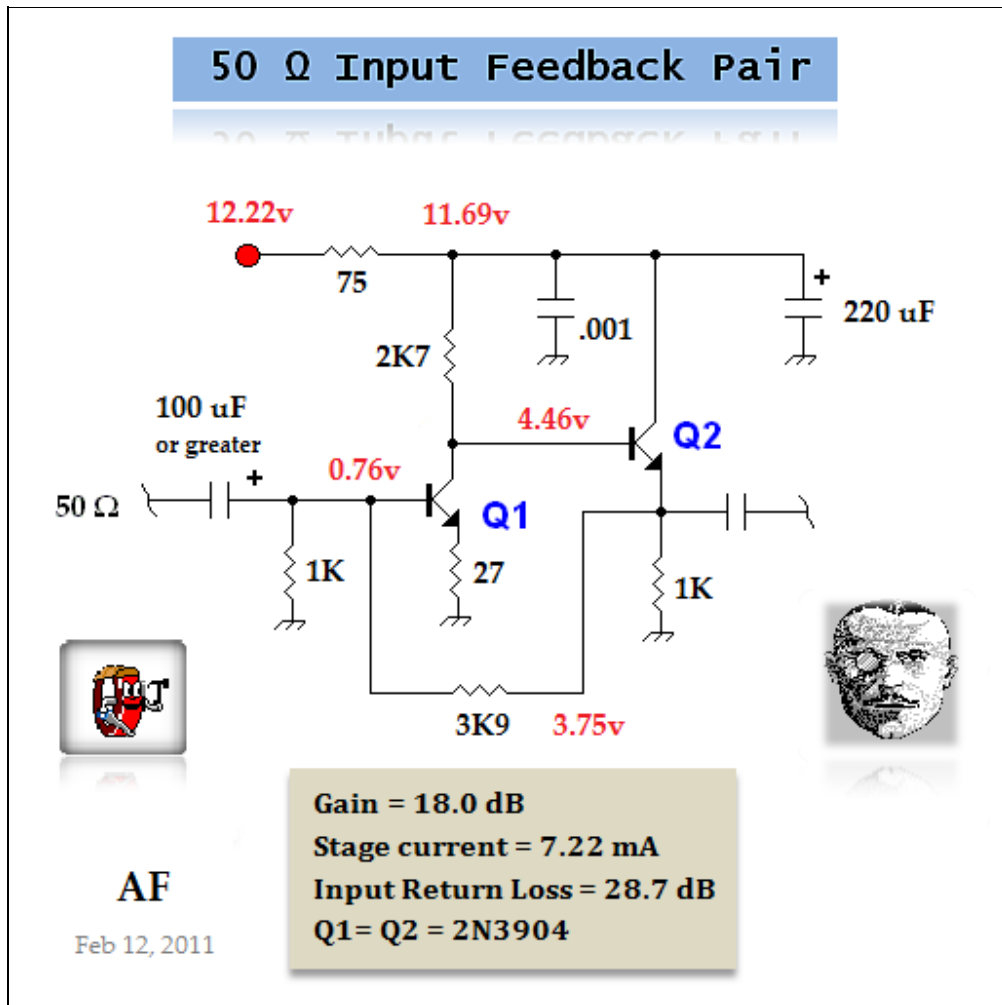 50 Ω Input Feedback Pair
12.22v
11.69v
75
.001
220 uF
+
2K7
100 uF
or greater
+
4.46v
Q2
0.76v
50 Ω
Q1
1K
27
1K
3K9
3.75v
Gain = 18.0 dB
Stage current = 7.22 mA
Input Return Loss = 28.7 dB
Q1= Q2 = 2N3904
AF
Feb 12, 2011